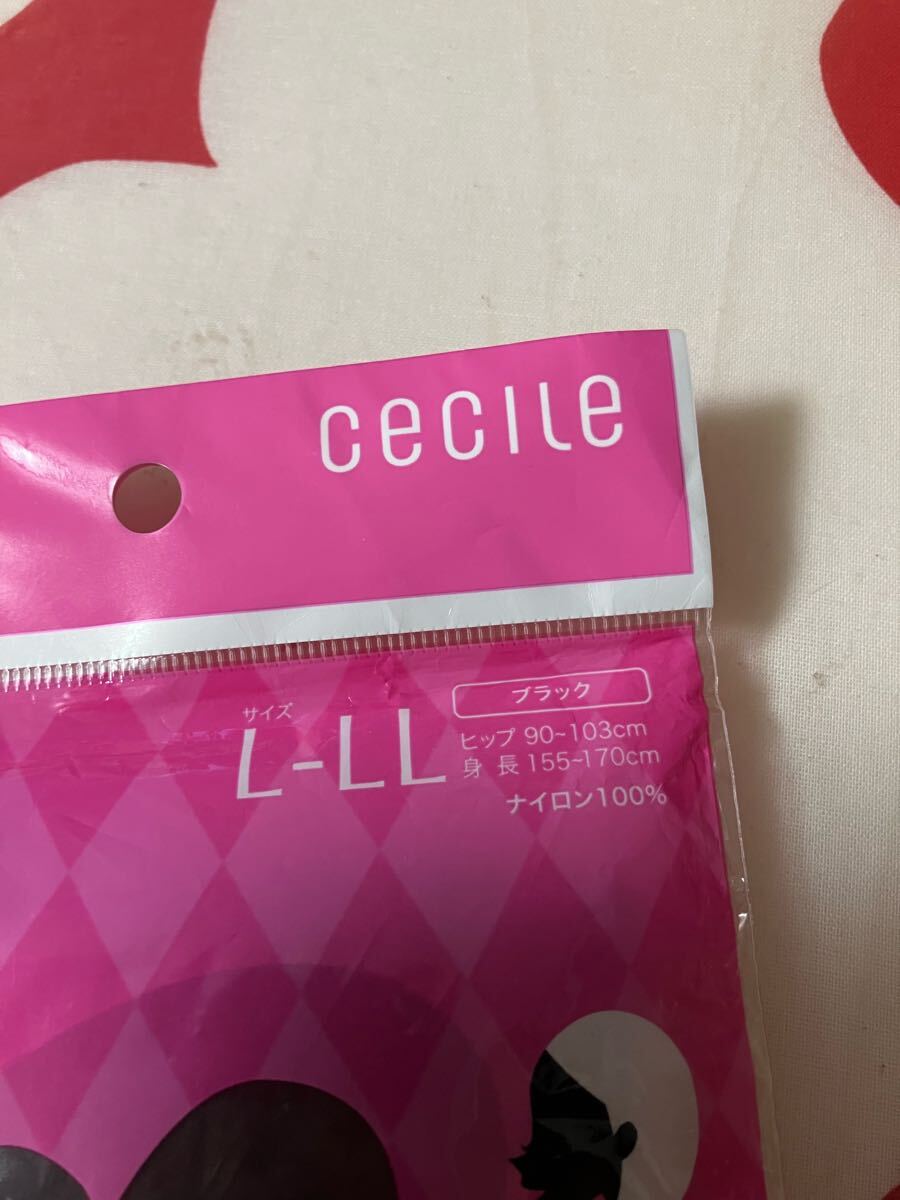 cecile
サイズ
L-LL
ブラック
ヒップ 90~103cm
身長 155~170cm
ナイロン100%